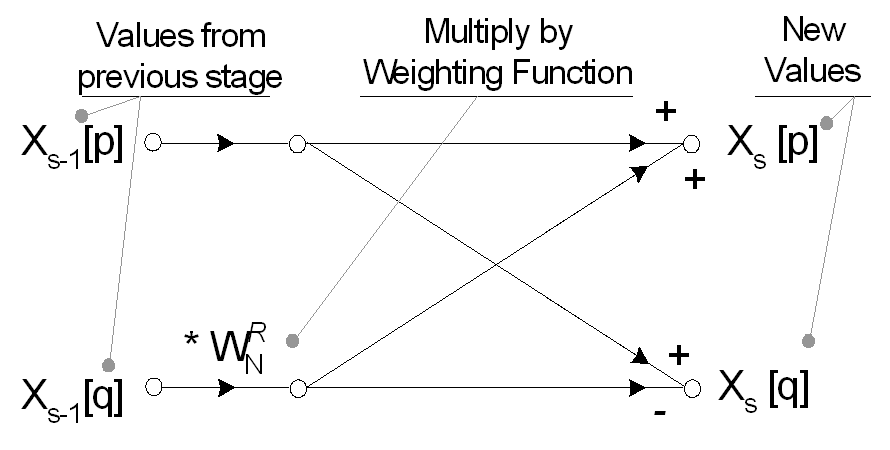 Values from
previous stage
Multiply by
Weighting Function
New
Values
+
X_{s-1}[p]
X_s [p]
+
* W_N^R
+
X_{s-1}[q]
X_s [q]
-